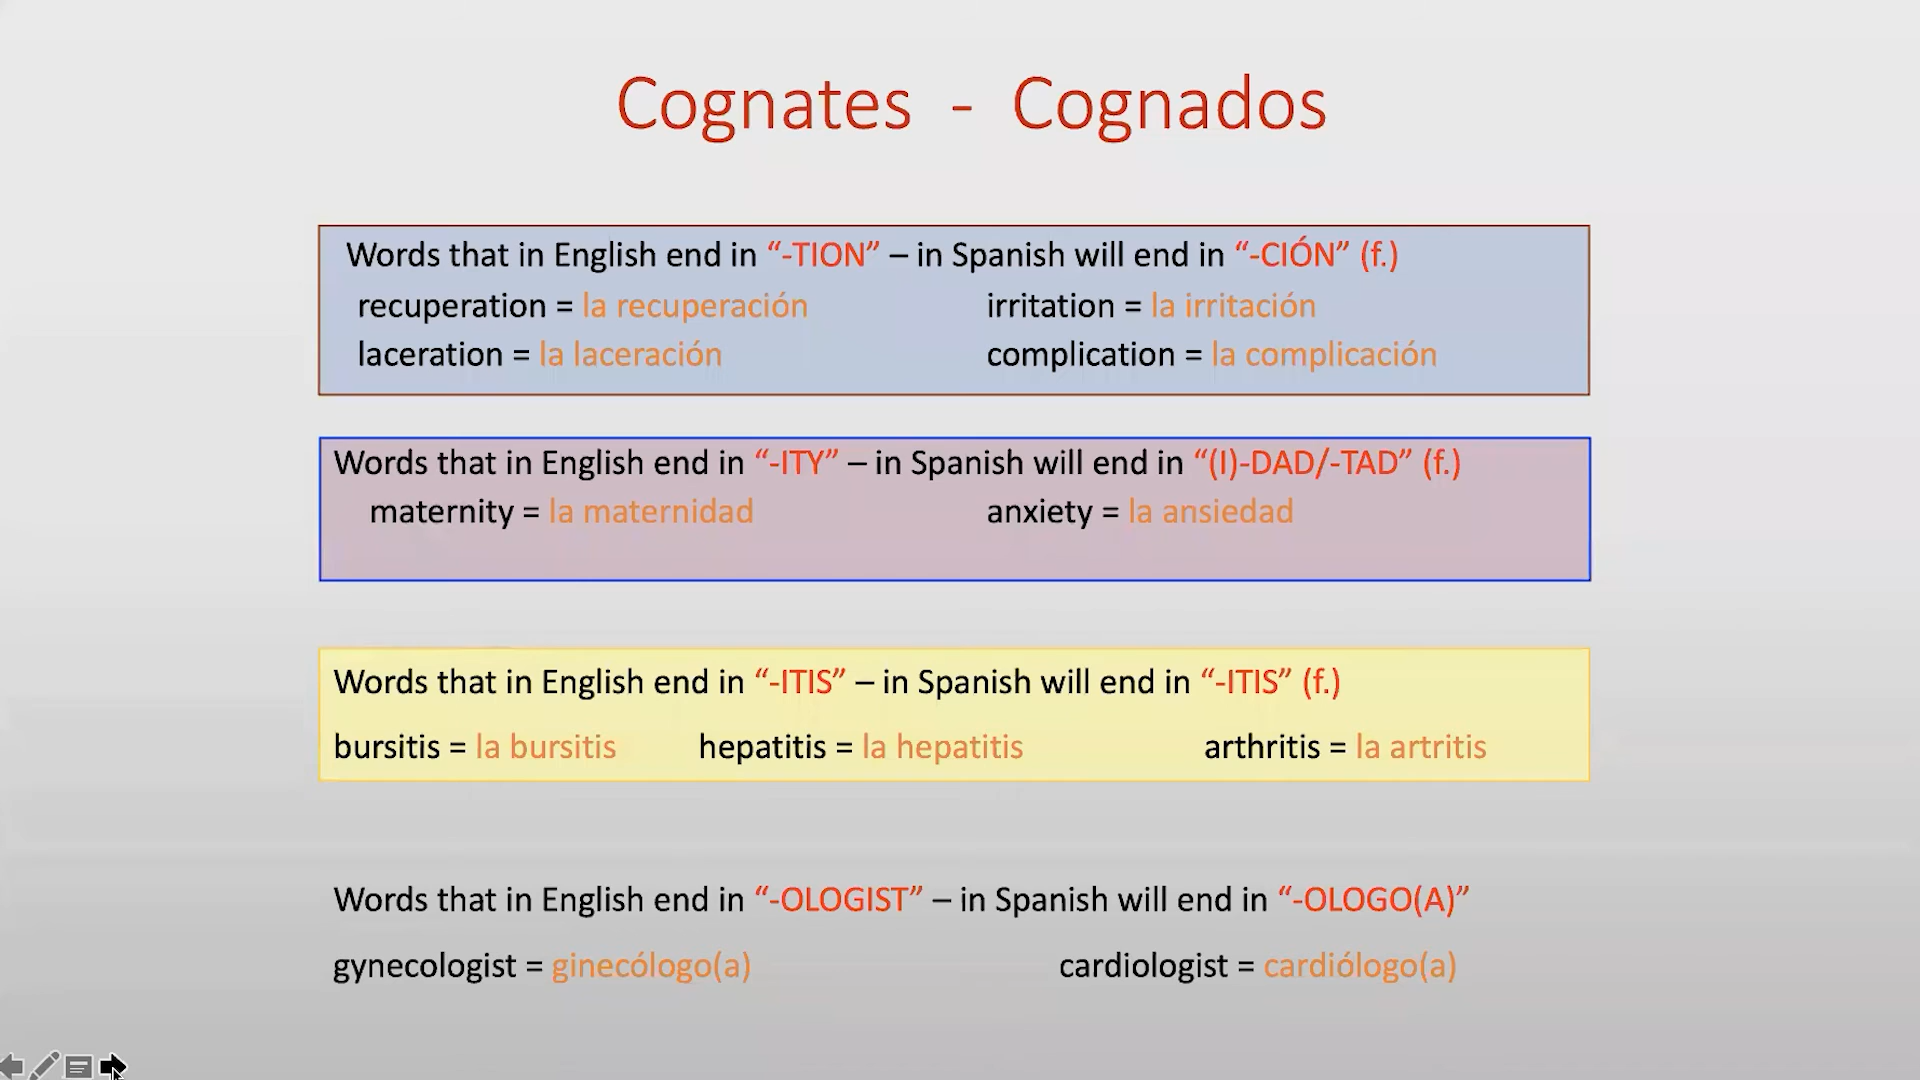 Cognates - Cognados
Words that in English end in “-TION” – in Spanish will end in “-CIÓN” (f.)
recuperation = la recuperación irritation = la irritación
laceration = la laceración complication = la complicación
Words that in English end in “-ITY” – in Spanish will end in “(I)-DAD/-TAD” (f.)
maternity = la maternidad anxiety = la ansiedad
Words that in English end in “-ITIS” – in Spanish will end in “-ITIS” (f.)
bursitis = la bursitis hepatitis = la hepatitis arthritis = la artritis
Words that in English end in “-OLOGIST” – in Spanish will end in “-OLOGO(A)”
gynecologist = ginecólogo(a) cardiologist = cardiólogo(a)